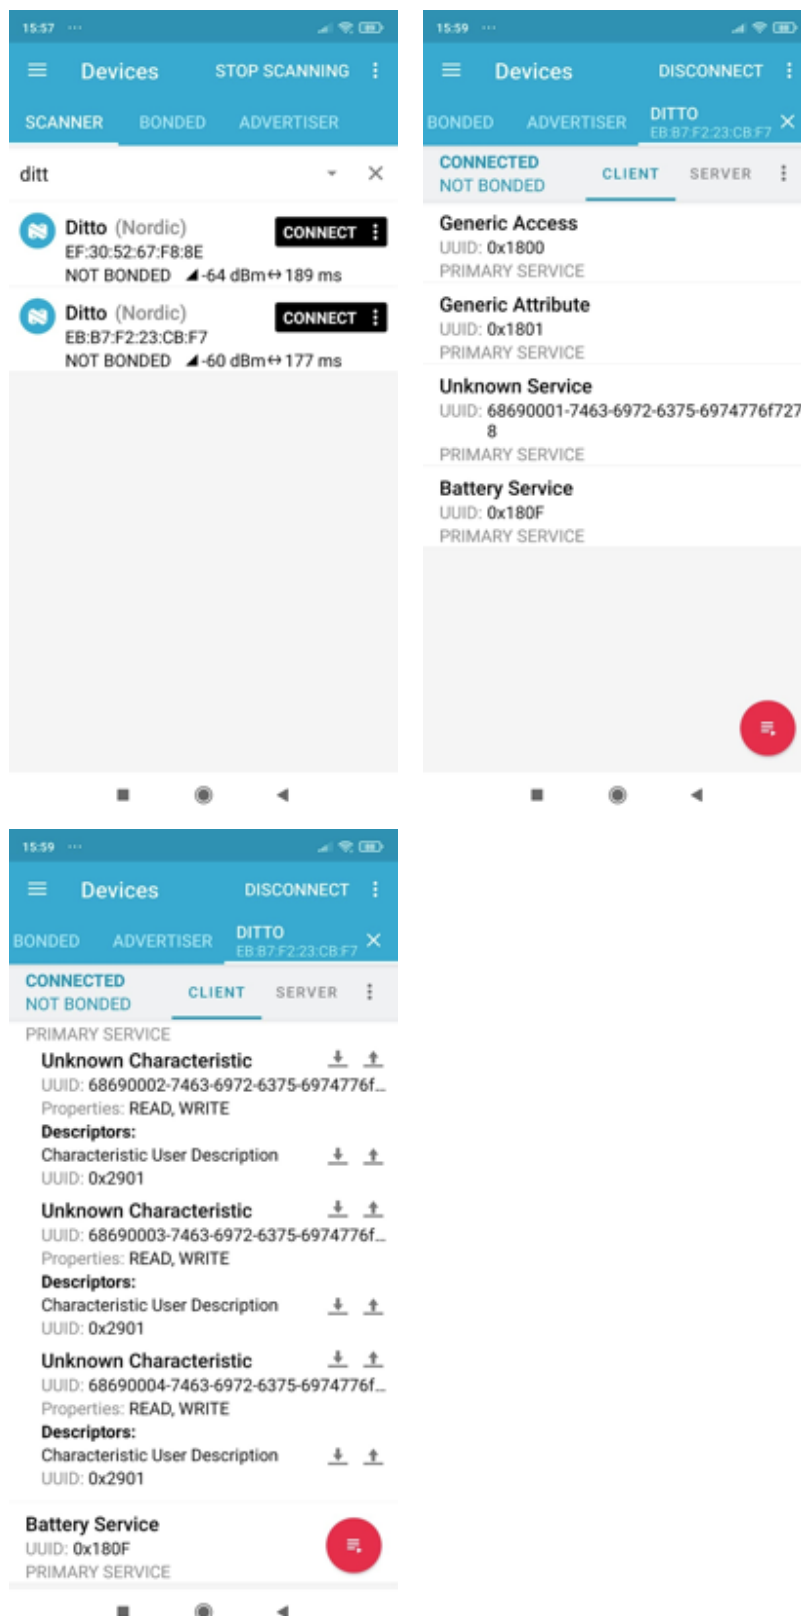 15:57 ...
Devices STOP SCANNING
SCANNER BONDED ADVERTISER
ditt
Ditto (Nordic)
CONNECT
EF:30:52:67:F8:8E
NOT BONDED -64 dBm 189 ms
Ditto (Nordic)
CONNECT
EB:B7:F2:23:CB:F7
NOT BONDED -60 dBm 177 ms
15:59 ...
Devices DISCONNECT
BONDED ADVERTISER DITTO
EB:B7:F2:23:CB:F7
CONNECTED
NOT BONDED
CLIENT SERVER
Generic Access
UUID: 0x1800
PRIMARY SERVICE
Generic Attribute
UUID: 0x1801
PRIMARY SERVICE
Unknown Service
UUID: 68690001-7463-6972-6375-6974776f727
8
PRIMARY SERVICE
Battery Service
UUID: 0x180F
PRIMARY SERVICE
15:59 ...
Devices DISCONNECT
BONDED ADVERTISER DITTO
EB:B7:F2:23:CB:F7
CONNECTED
NOT BONDED
CLIENT SERVER
PRIMARY SERVICE
Unknown Characteristic
UUID: 68690002-7463-6972-6375-6974776f...
Properties: READ, WRITE
Descriptors:
Characteristic User Description
UUID: 0x2901
Unknown Characteristic
UUID: 68690003-7463-6972-6375-6974776f...
Properties: READ, WRITE
Descriptors:
Characteristic User Description
UUID: 0x2901
Unknown Characteristic
UUID: 68690004-7463-6972-6375-6974776f...
Properties: READ, WRITE
Descriptors:
Characteristic User Description
UUID: 0x2901
Battery Service
UUID: 0x180F
PRIMARY SERVICE